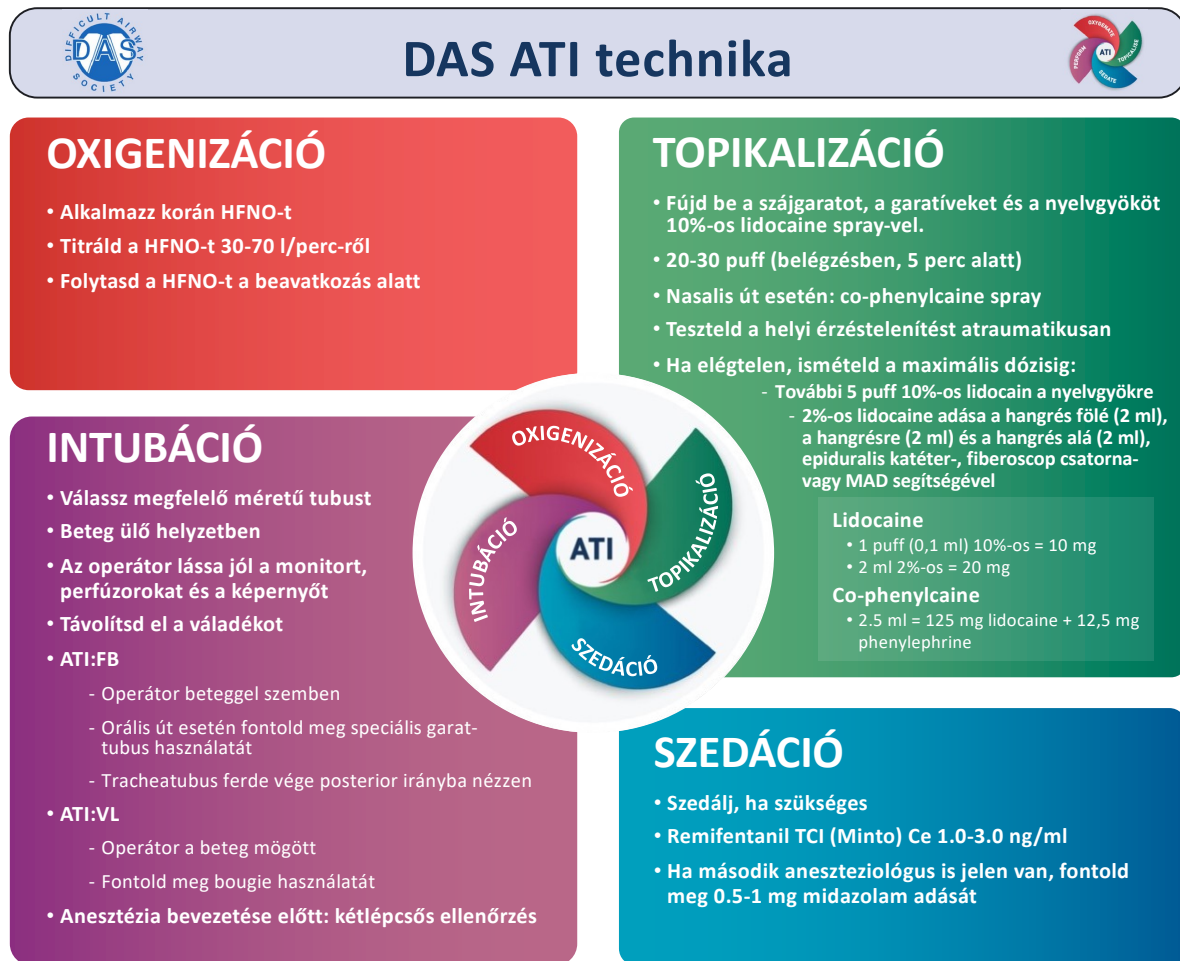 DIFFICULT AIRWAY
DAS
SOCIETY
DAS ATI technika
OXYGENATE
TOPICALISE
SEDATE
PERFORM
ATI
OXIGENIZÁCIÓ
• Alkalmazz korán HFNO-t
• Titráld a HFNO-t 30-70 l/perc-ről
• Folytasd a HFNO-t a beavatkozás alatt
TOPIKALIZÁCIÓ
• Fújd be a szájgaratot, a garatíveket és a nyelvgyököt
10%-os lidocaine spray-vel.
• 20-30 puff (belégzésben, 5 perc alatt)
• Nasalis út esetén: co-phenylcaine spray
• Teszteld a helyi érzéstelenítést atraumatikusan
• Ha elégtelen, ismételd a maximális dózisig:
- További 5 puff 10%-os lidocain a nyelvgyökre
- 2%-os lidocaine adása a hangrés fölé (2 ml),
a hangrésre (2 ml) és a hangrés alá (2 ml),
epiduralis katéter-, fiberoscop csatorna-
vagy MAD segítségével
Lidocaine
• 1 puff (0,1 ml) 10%-os = 10 mg
• 2 ml 2%-os = 20 mg
Co-phenylcaine
• 2.5 ml = 125 mg lidocaine + 12,5 mg
phenylephrine
INTUBÁCIÓ
• Válassz megfelelő méretű tubust
• Beteg ülő helyzetben
• Az operátor lássa jól a monitort,
perfúzorokat és a képernyőt
• Távolítsd el a váladékot
• ATI:FB
- Operátor beteggel szemben
- Orális út esetén fontold meg speciális garat-
tubus használatát
- Tracheatubus ferde vége posterior irányba nézzen
• ATI:VL
- Operátor a beteg mögött
- Fontold meg bougie használatát
• Anesztézia bevezetése előtt: kétlépcsős ellenőrzés
OXIGENIZÁCIÓ
TOPIKALIZÁCIÓ
SZEDÁCIÓ
INTUBÁCIÓ
ATI
SZEDÁCIÓ
• Szedálj, ha szükséges
• Remifentanil TCI (Minto) Ce 1.0-3.0 ng/ml
• Ha második aneszteziológus is jelen van, fontold
meg 0.5-1 mg midazolam adását